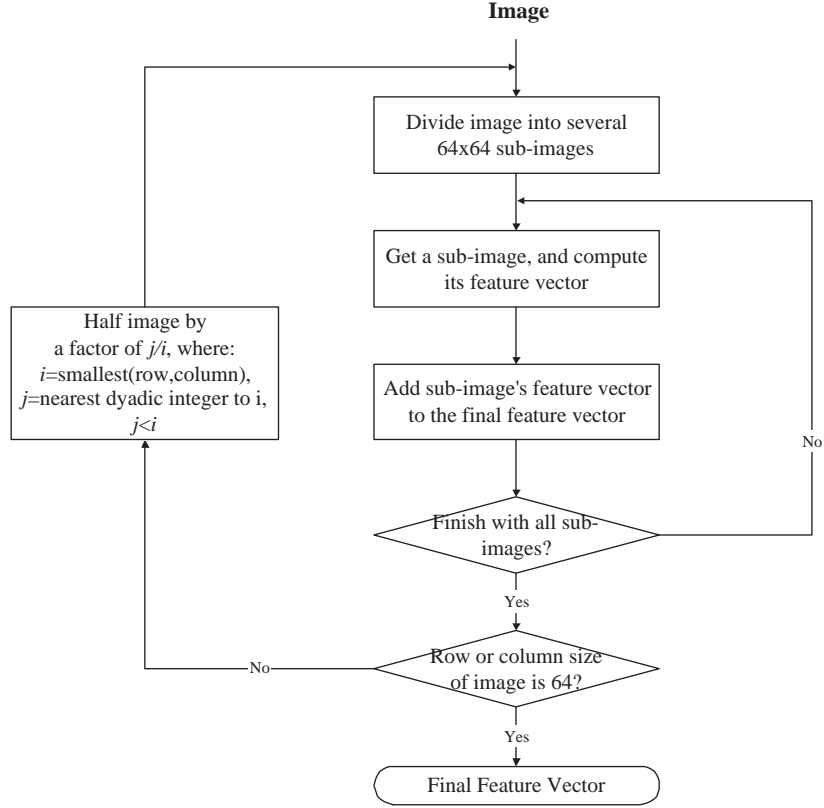 Image
Divide image into several
64x64 sub-images
Get a sub-image, and compute
its feature vector
Half image by
a factor of j/i, where:
i=smallest(row,column),
j=nearest dyadic integer to i,
j<i
Add sub-image's feature vector
to the final feature vector
No
Finish with all sub-
images?
Yes
Row or column size
of image is 64?
No
Yes
Final Feature Vector